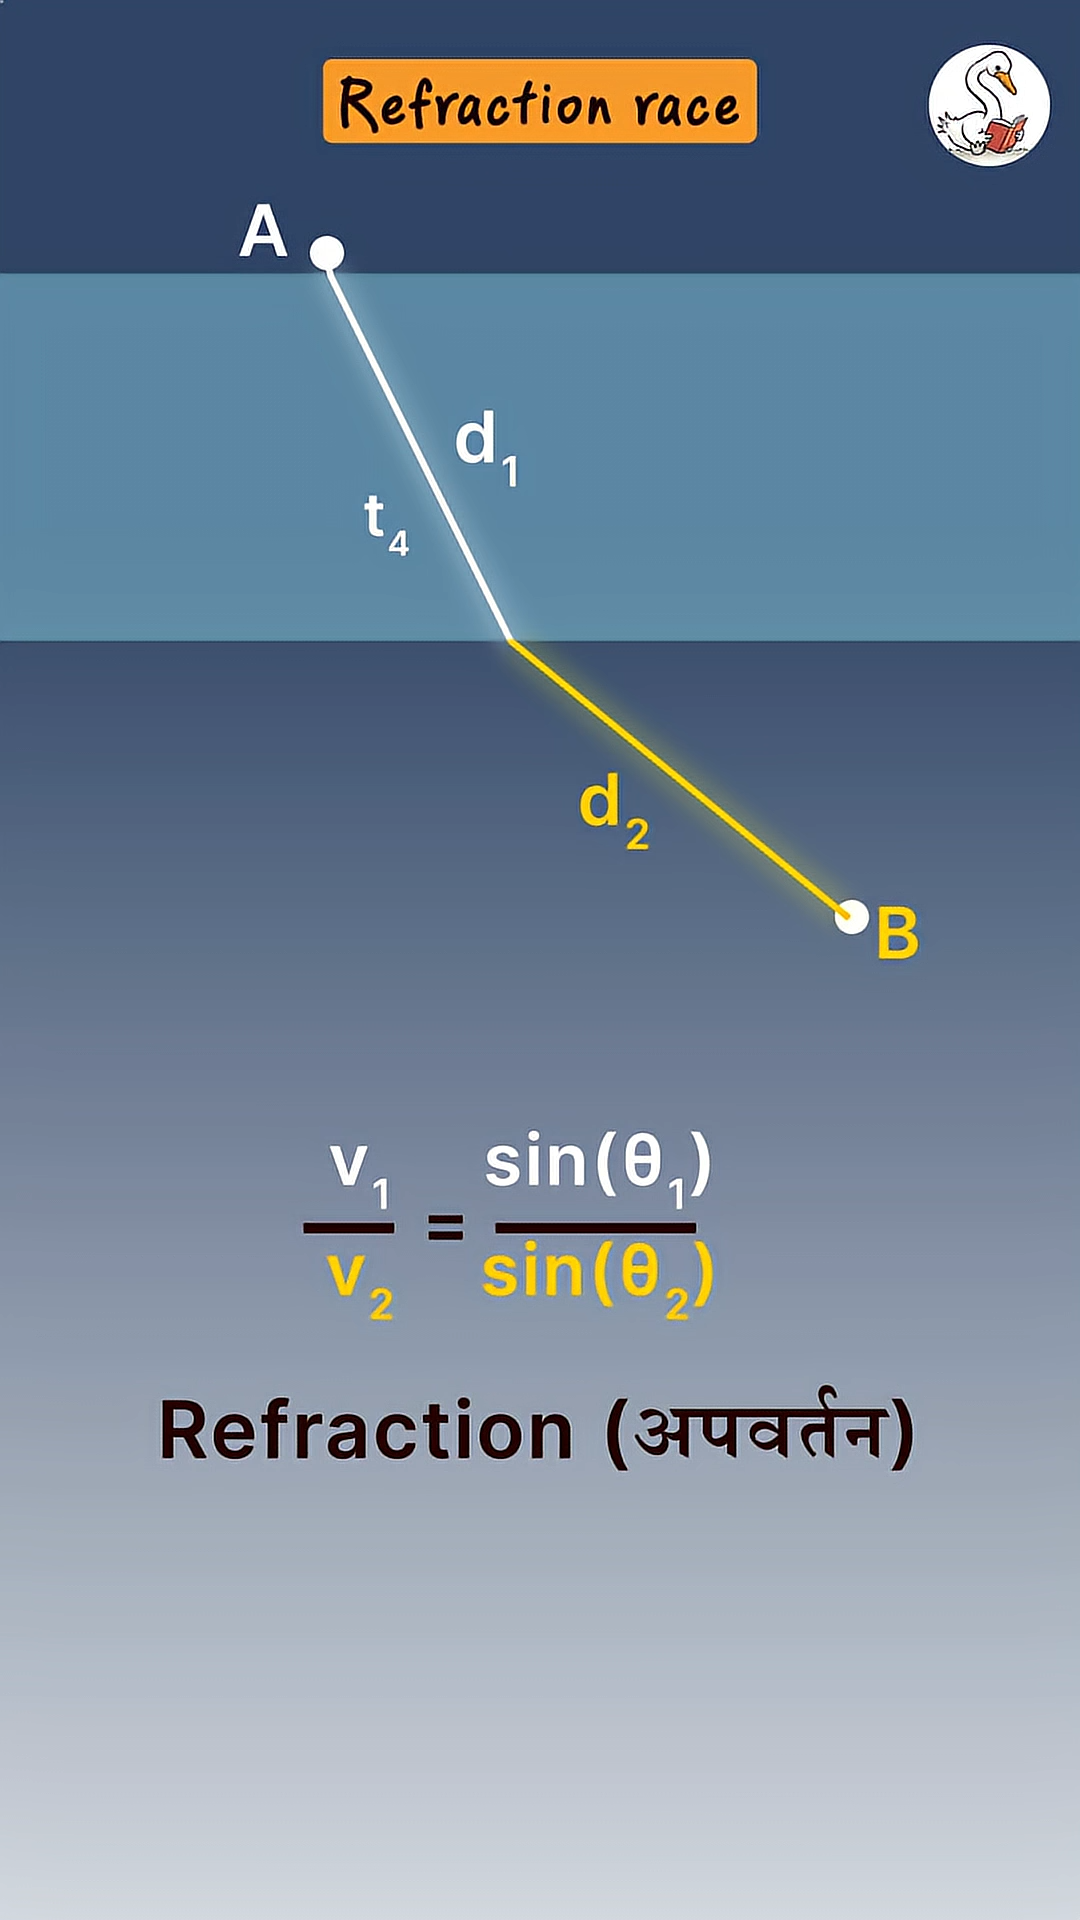 Refraction race
A
d₁
t₄
d₂
B
v₁ / v₂ = sin(θ₁) / sin(θ₂)
Refraction (अपवर्तन)